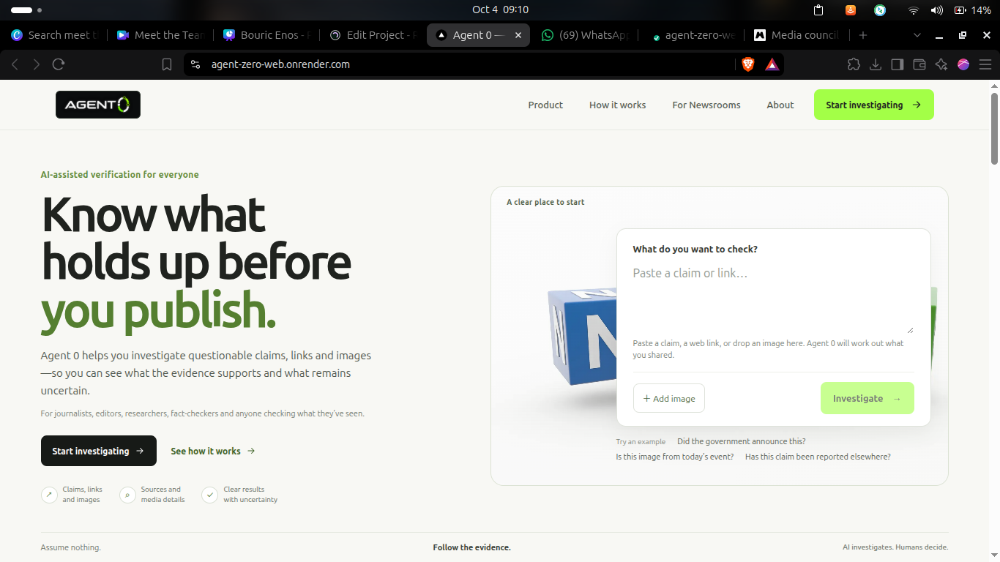 Oct 4 09:10
14%
Search meet t
Meet the Tean
Bouric Enos - F
Edit Project - F
Agent 0 —
(69) WhatsApp
agent-zero-we
Media council
agent-zero-web.onrender.com
AGENT0
Product
How it works
For Newsrooms
About
Start investigating →
AI-assisted verification for everyone
Know what
holds up before
you publish.
Agent 0 helps you investigate questionable claims, links and images
—so you can see what the evidence supports and what remains
uncertain.
For journalists, editors, researchers, fact-checkers and anyone checking what they've seen.
Start investigating →
See how it works →
Claims, links
and images
Sources and
media details
Clear results
with uncertainty
A clear place to start
N
N
N
What do you want to check?
Paste a claim or link…
Paste a claim, a web link, or drop an image here. Agent 0 will work out what
you shared.
+ Add image
Investigate →
Try an example
Did the government announce this?
Is this image from today's event?
Has this claim been reported elsewhere?
Assume nothing.
Follow the evidence.
AI investigates. Humans decide.